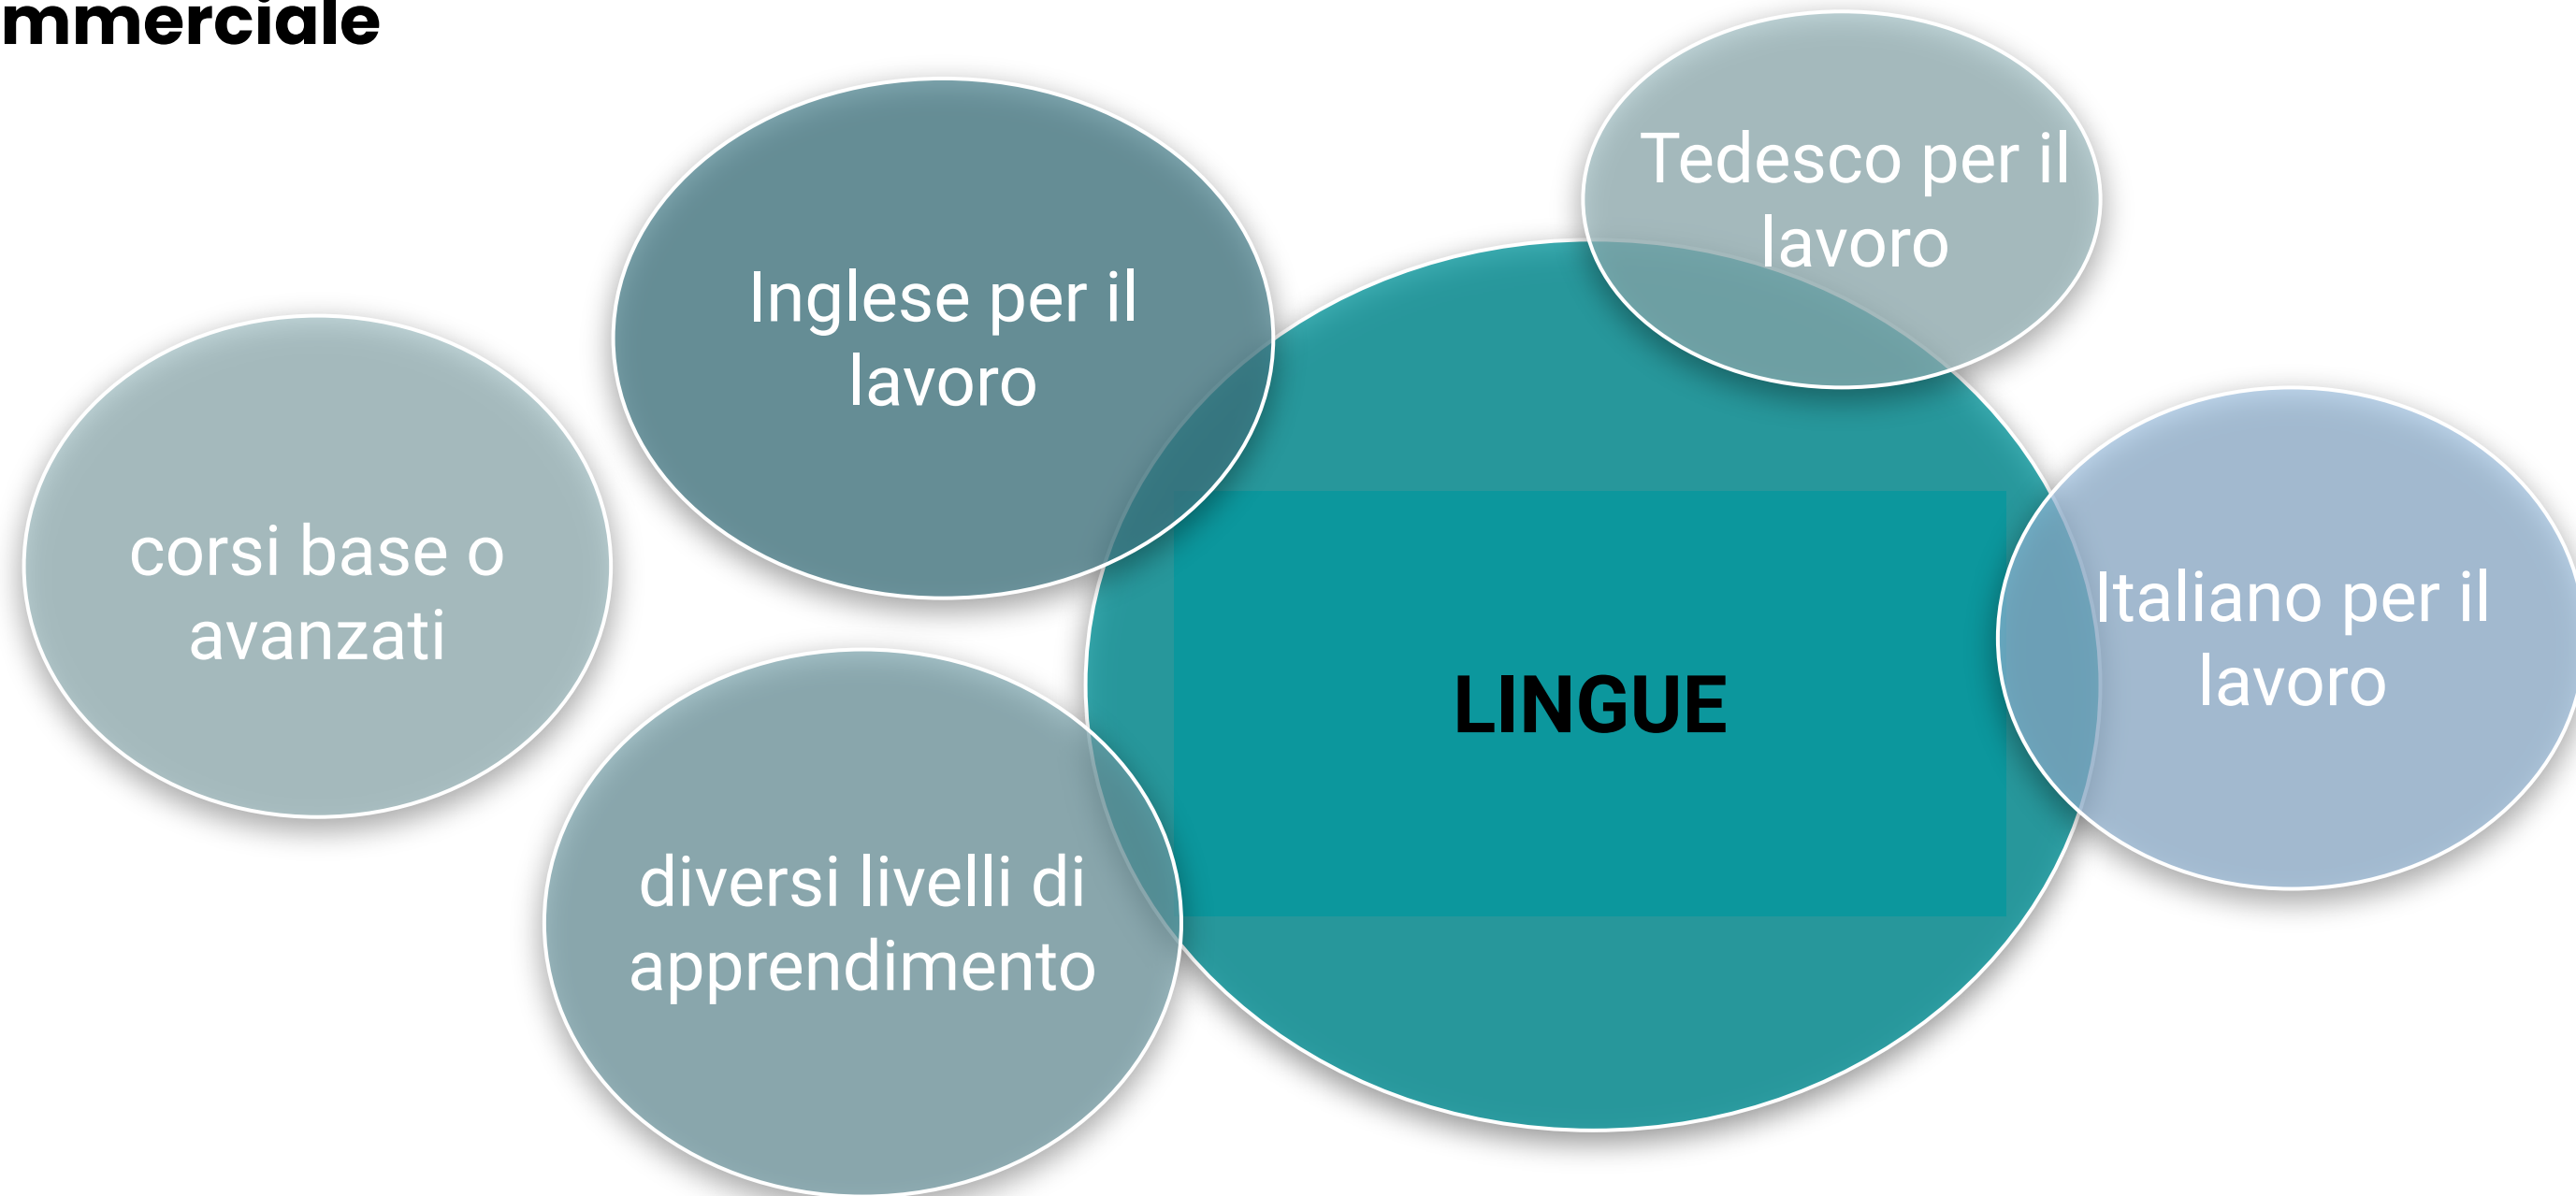 mmerciale
Tedesco per il
lavoro
Inglese per il
lavoro
corsi base o
avanzati
Italiano per il
lavoro
LINGUE
diversi livelli di
apprendimento